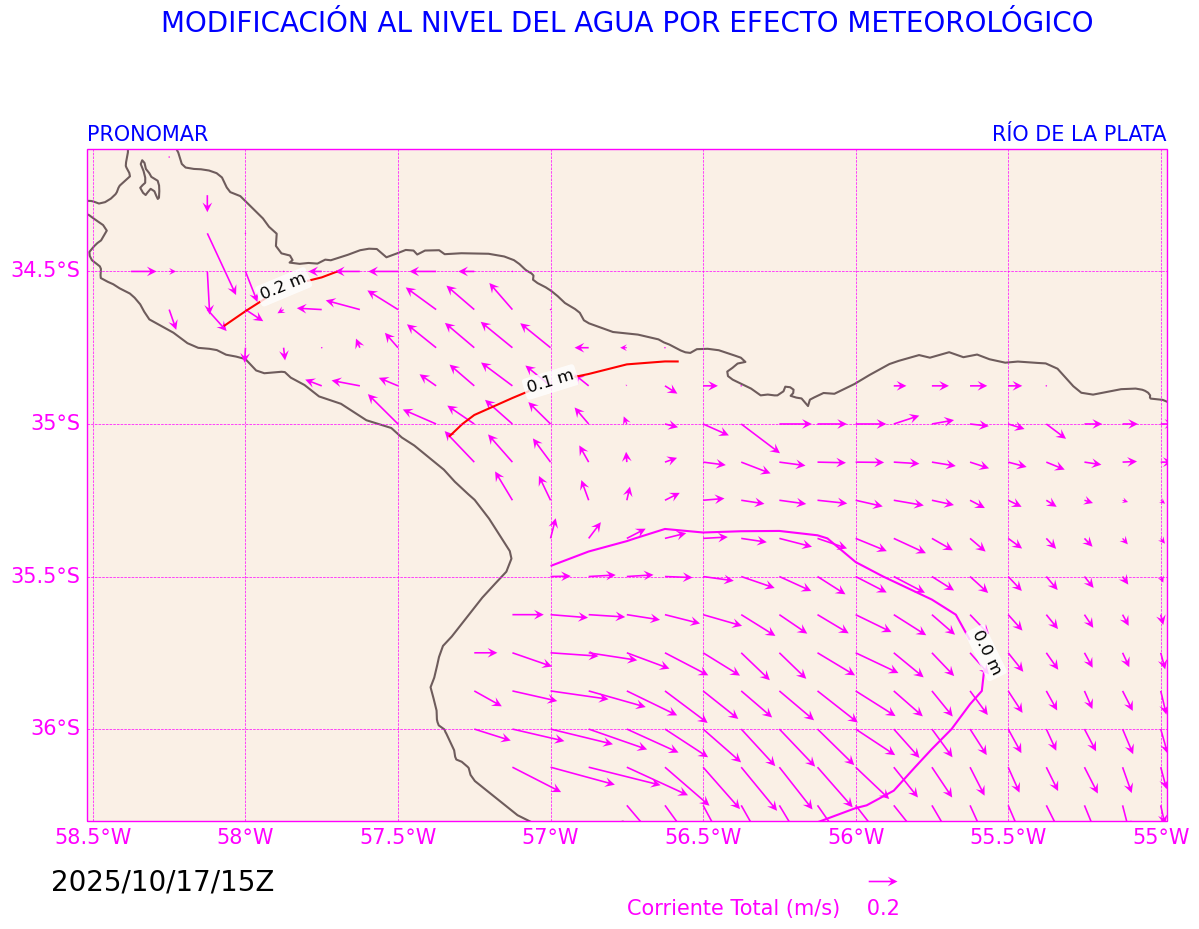 MODIFICACIÓN AL NIVEL DEL AGUA POR EFECTO METEOROLÓGICO
PRONOMAR RÍO DE LA PLATA
34.5°S
0.2 m
0.1 m
35°S
35.5°S
0.0 m
36°S
58.5°W 58°W 57.5°W 57°W 56.5°W 56°W 55.5°W 55°W
2025/10/17/15Z
Corriente Total (m/s) 0.2